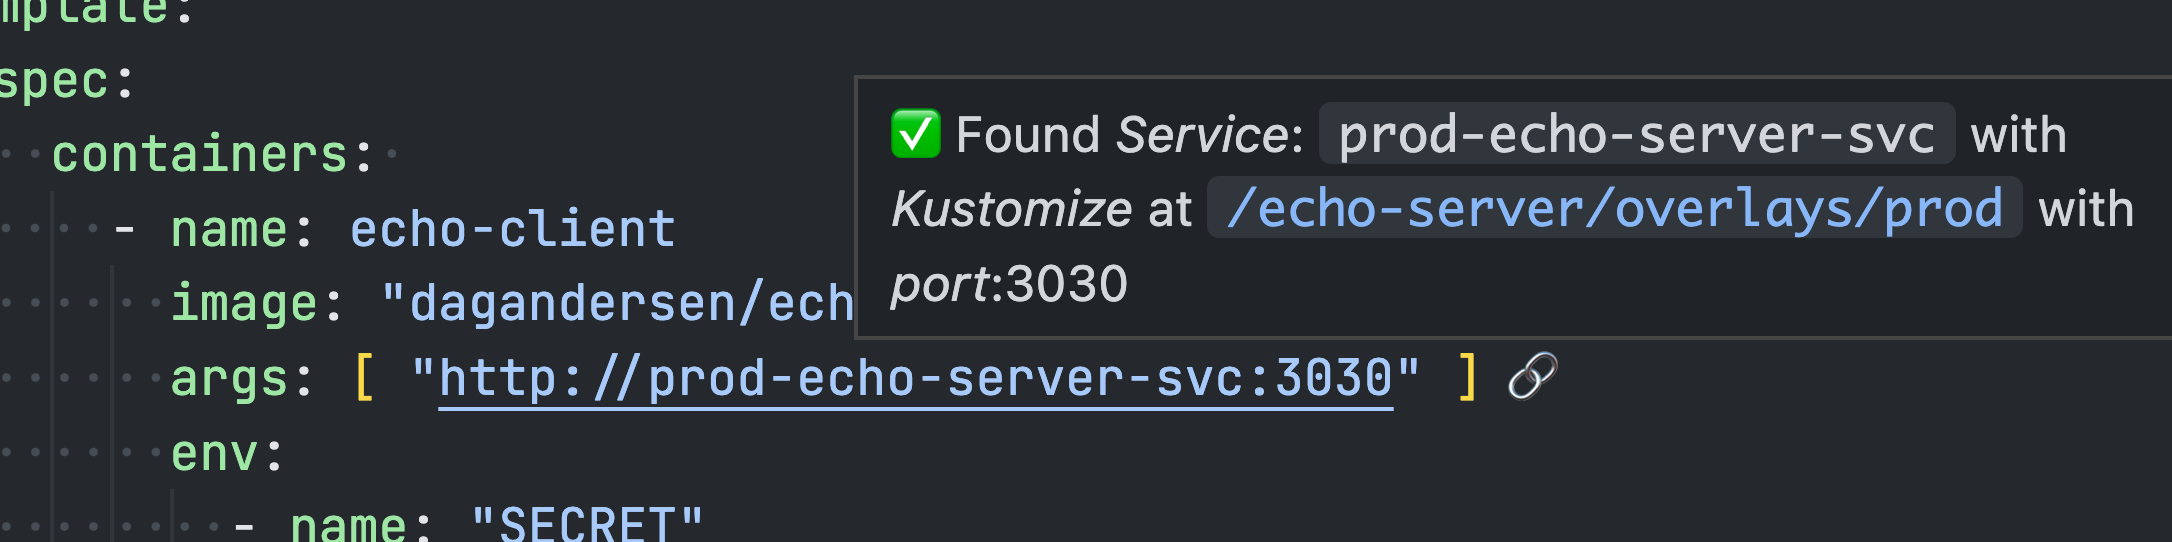 mplate:
spec:
containers:
- name: echo-client
image: "dagandersen/ech
args: [ "http://prod-echo-server-svc:3030" ] 🔗
env:
- name: "SECRET"
✅ Found Service: prod-echo-server-svc with
Kustomize at /echo-server/overlays/prod with
port:3030